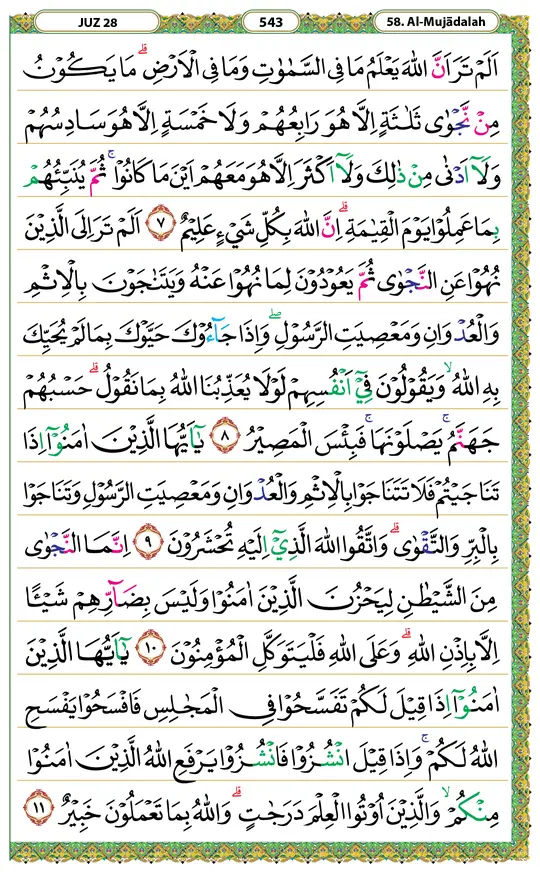 JUZ 28
543
58. Al-Mujādalah
اَلَمْ تَرَ اَنَّ اللّٰهَ يَعْلَمُ مَا فِى السَّمٰوٰتِ وَمَا فِى الْاَرْضِۗ مَا يَكُوْنُ
مِنْ نَّجْوٰى ثَلٰثَةٍ اِلَّا هُوَ رَابِعُهُمْ وَلَا خَمْسَةٍ اِلَّا هُوَ سَادِسُهُمْ
وَلَآ اَدْنٰى مِنْ ذٰلِكَ وَلَآ اَكْثَرَ اِلَّا هُوَ مَعَهُمْ اَيْنَ مَا كَانُوْاۚ ثُمَّ يُنَبِّئُهُمْ
بِمَا عَمِلُوْا يَوْمَ الْقِيٰمَةِۗ اِنَّ اللّٰهَ بِكُلِّ شَيْءٍ عَلِيْمٌ ٧ اَلَمْ تَرَ اِلَى الَّذِيْنَ
نُهُوْا عَنِ النَّجْوٰى ثُمَّ يَعُوْدُوْنَ لِمَا نُهُوْا عَنْهُ وَيَتَنٰجَوْنَ بِالْاِثْمِ
وَالْعُدْوَانِ وَمَعْصِيَتِ الرَّسُوْلِۖ وَاِذَا جَاۤءُوْكَ حَيَّوْكَ بِمَا لَمْ يُحَيِّكَ
بِهِ اللّٰهُۙ وَيَقُوْلُوْنَ فِيْٓ اَنْفُسِهِمْ لَوْلَا يُعَذِّبُنَا اللّٰهُ بِمَا نَقُوْلُۗ حَسْبُهُمْ
جَهَنَّمُۚ يَصْلَوْنَهَاۚ فَبِئْسَ الْمَصِيْرُ ٨ يٰٓاَيُّهَا الَّذِيْنَ اٰمَنُوْٓا اِذَا
تَنَاجَيْتُمْ فَلَا تَتَنَاجَوْا بِالْاِثْمِ وَالْعُدْوَانِ وَمَعْصِيَتِ الرَّسُوْلِ وَتَنَاجَوْا
بِالْبِرِّ وَالتَّقْوٰىۗ وَاتَّقُوا اللّٰهَ الَّذِيْٓ اِلَيْهِ تُحْشَرُوْنَ ٩ اِنَّمَا النَّجْوٰى
مِنَ الشَّيْطٰنِ لِيَحْزُنَ الَّذِيْنَ اٰمَنُوْا وَلَيْسَ بِضَاۤرِّهِمْ شَيْـًٔا
اِلَّا بِاِذْنِ اللّٰهِۗ وَعَلَى اللّٰهِ فَلْيَتَوَكَّلِ الْمُؤْمِنُوْنَ ١٠ يٰٓاَيُّهَا الَّذِيْنَ
اٰمَنُوْٓا اِذَا قِيْلَ لَكُمْ تَفَسَّحُوْا فِى الْمَجٰلِسِ فَافْسَحُوْا يَفْسَحِ
اللّٰهُ لَكُمْۚ وَاِذَا قِيْلَ انْشُزُوْا فَانْشُزُوْا يَرْفَعِ اللّٰهُ الَّذِيْنَ اٰمَنُوْا
مِنْكُمْۙ وَالَّذِيْنَ اُوْتُوا الْعِلْمَ دَرَجٰتٍۗ وَاللّٰهُ بِمَا تَعْمَلُوْنَ خَبِيْرٌ ١١